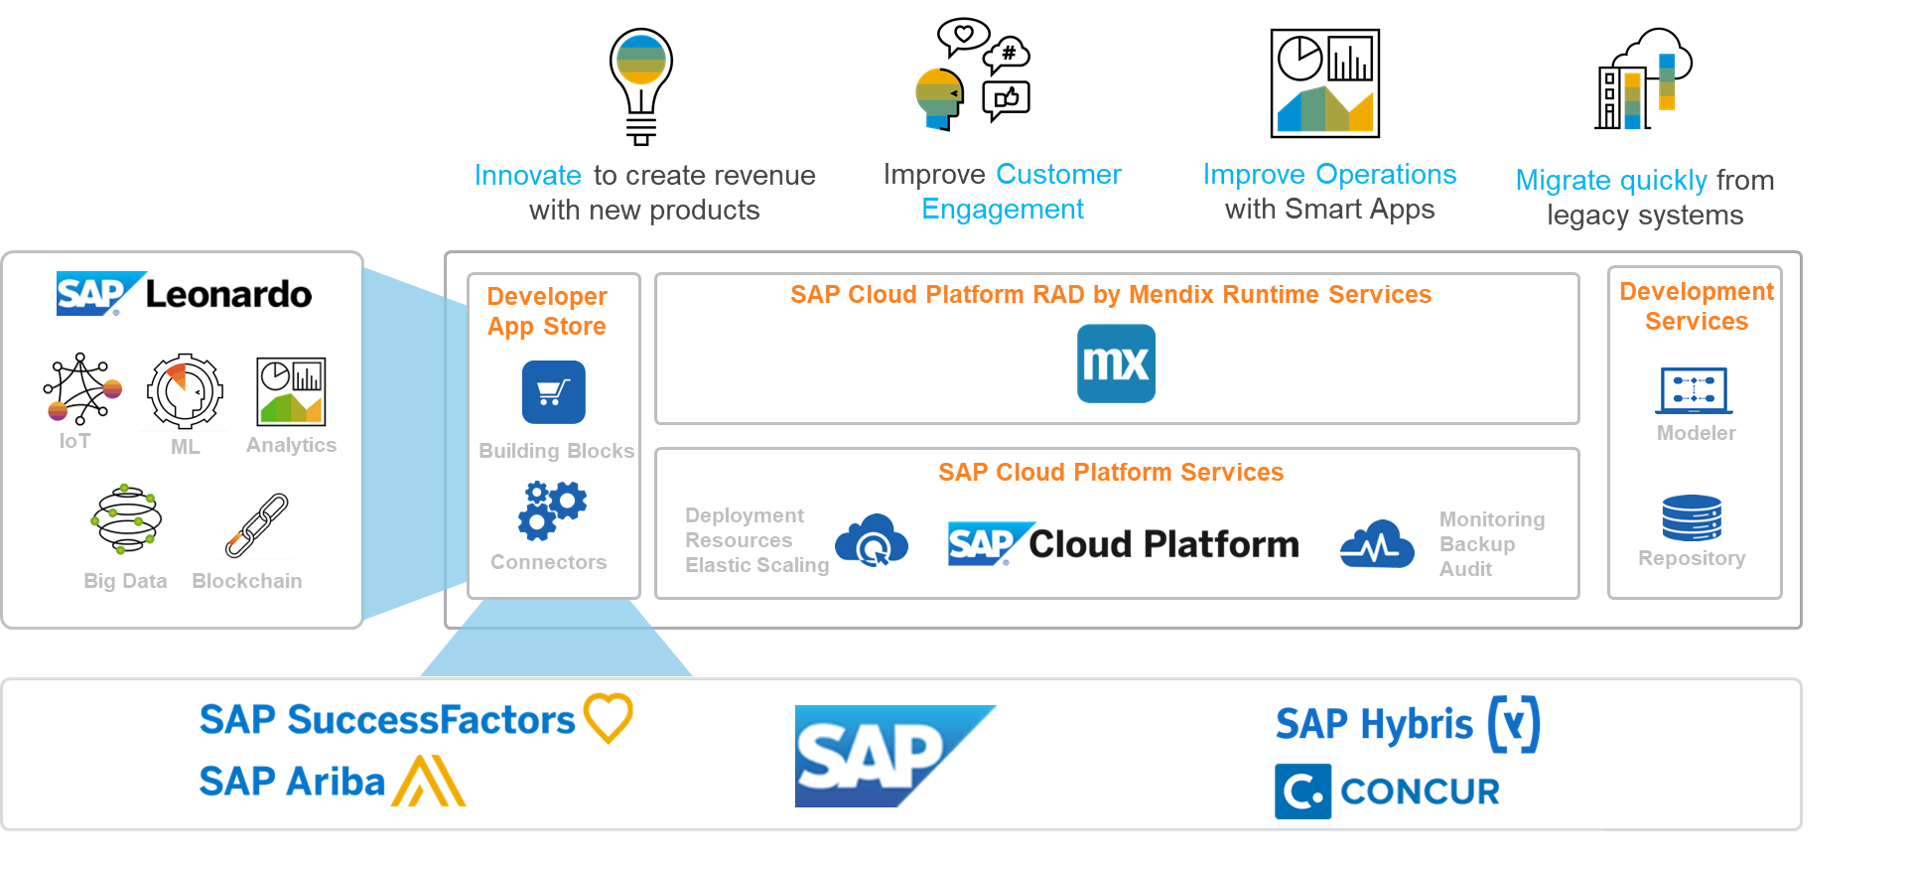 #
Innovate to create revenue
with new products
Improve Customer
Engagement
Improve Operations
with Smart Apps
Migrate quickly from
legacy systems
SAP Leonardo
®
IoT
ML
Analytics
Big Data
Blockchain
Developer
App Store
Building Blocks
Connectors
SAP Cloud Platform RAD by Mendix Runtime Services
mx
SAP Cloud Platform Services
Deployment
Resources
Elastic Scaling
SAP Cloud Platform
®
Monitoring
Backup
Audit
Development
Services
Modeler
Repository
SAP SuccessFactors
SAP Ariba
SAP
SAP Hybris
C. CONCUR